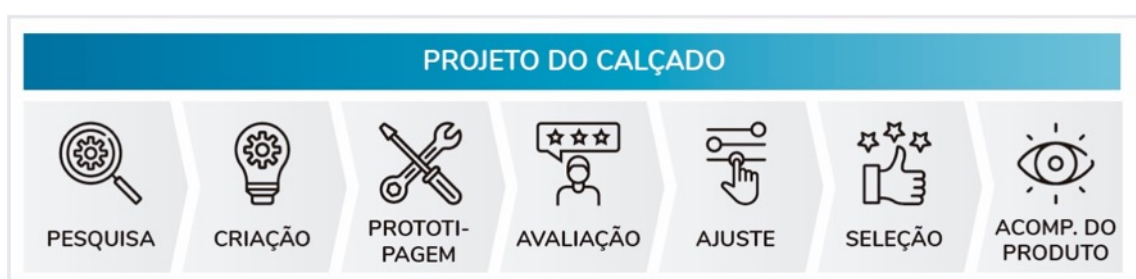 PROJETO DO CALÇADO
PESQUISA
CRIAÇÃO
PROTOTI-
PAGEM
AVALIAÇÃO
AJUSTE
SELEÇÃO
ACOMP. DO
PRODUTO